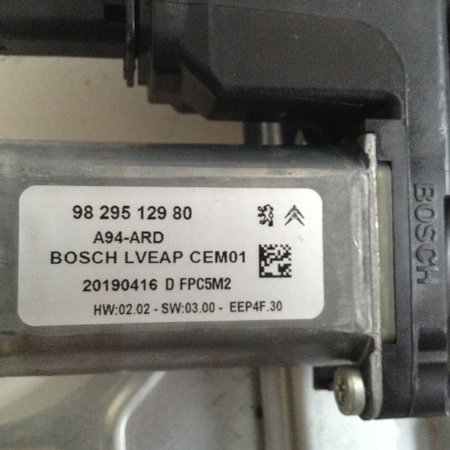 98 295 129 80
A94-ARD
BOSCH LVEAP CEM01
20190416 D FPC5M2
HW:02.02 - SW:03.00 - EEP4F.30
BOSCH